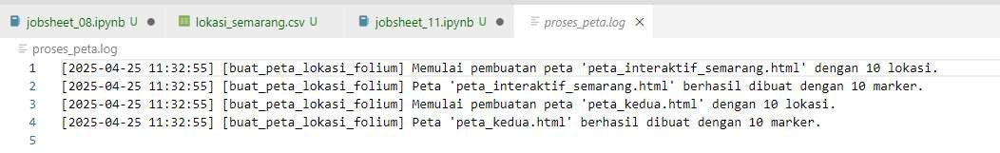 jobsheet_08.ipynb U lokasi_semarang.csv U jobsheet_11.ipynb U proses_peta.log
proses_peta.log
1 [2025-04-25 11:32:55] [buat_peta_lokasi_folium] Memulai pembuatan peta 'peta_interaktif_semarang.html' dengan 10 lokasi.
2 [2025-04-25 11:32:55] [buat_peta_lokasi_folium] Peta 'peta_interaktif_semarang.html' berhasil dibuat dengan 10 marker.
3 [2025-04-25 11:32:55] [buat_peta_lokasi_folium] Memulai pembuatan peta 'peta_kedua.html' dengan 10 lokasi.
4 [2025-04-25 11:32:55] [buat_peta_lokasi_folium] Peta 'peta_kedua.html' berhasil dibuat dengan 10 marker.
5